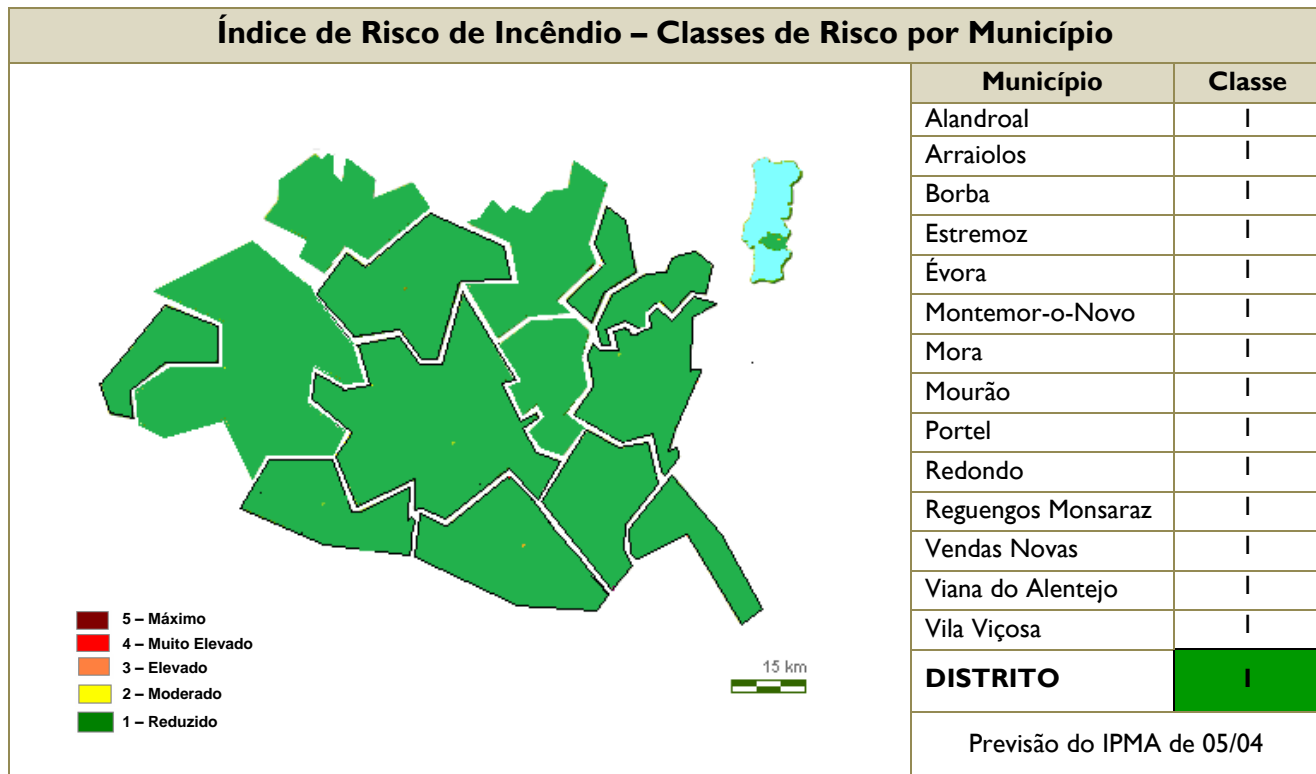 Índice de Risco de Incêndio – Classes de Risco por Município
Município Classe
Alandroal 1
Arraiolos 1
Borba 1
Estremoz 1
Évora 1
Montemor-o-Novo 1
Mora 1
Mourão 1
Portel 1
Redondo 1
Reguengos Monsaraz 1
Vendas Novas 1
Viana do Alentejo 1
Vila Viçosa 1
DISTRITO 1
Previsão do IPMA de 05/04
5 – Máximo
4 – Muito Elevado
3 – Elevado
2 – Moderado
1 – Reduzido
15 km